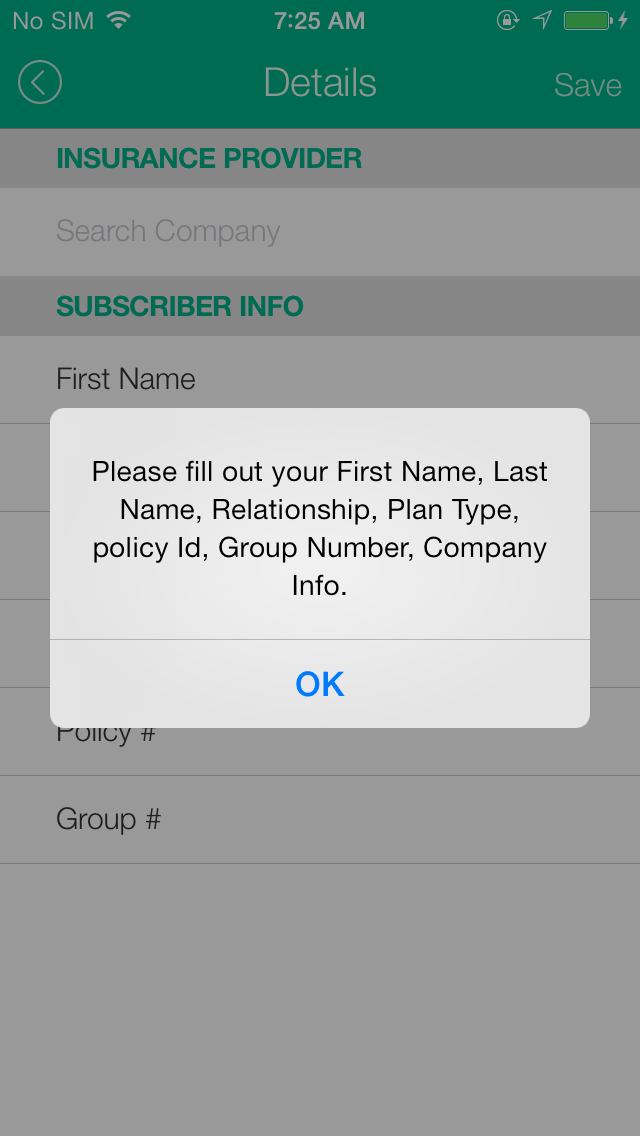 No SIM 7:25 AM
Details Save
INSURANCE PROVIDER
Search Company
SUBSCRIBER INFO
First Name
Please fill out your First Name, Last
Name, Relationship, Plan Type,
policy Id, Group Number, Company
Info.
OK
Policy #
Group #